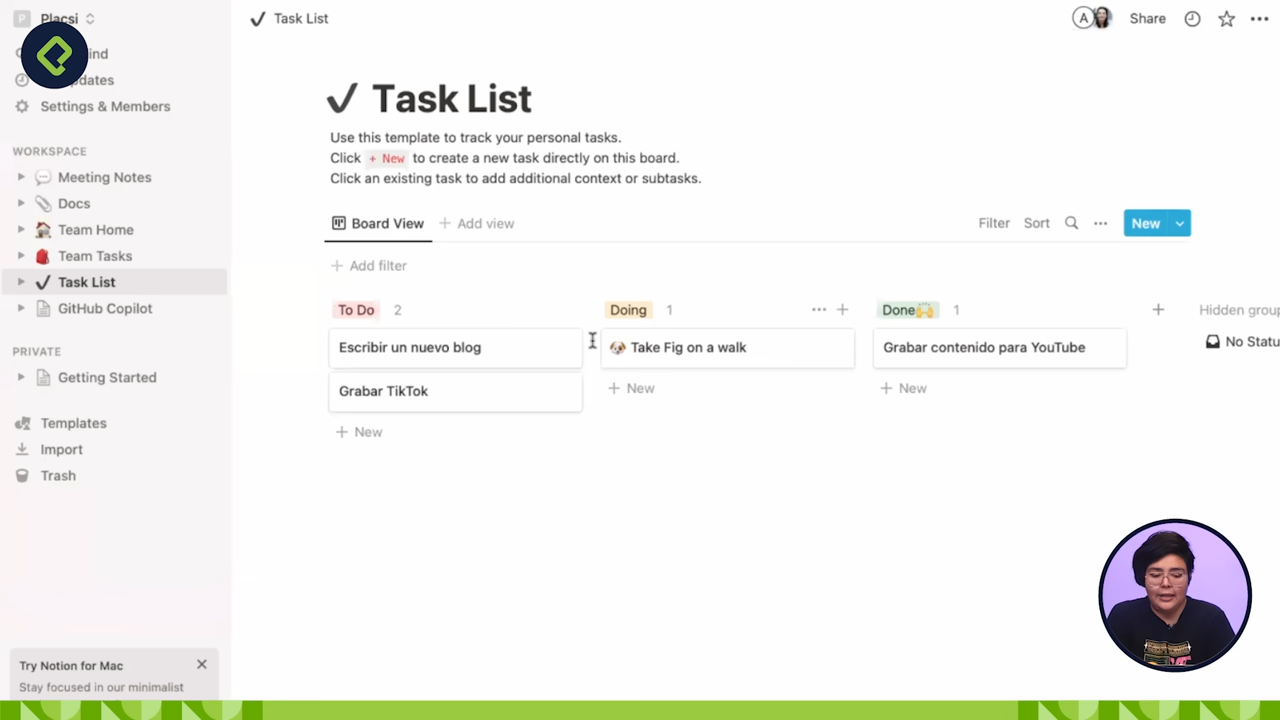 P Placsi
Updates
Settings & Members
WORKSPACE
Meeting Notes
Docs
Team Home
Team Tasks
Task List
GitHub Copilot
PRIVATE
Getting Started
Templates
Import
Trash
Try Notion for Mac
Stay focused in our minimalist
Task List
A
Share
Task List
Use this template to track your personal tasks.
Click + New to create a new task directly on this board.
Click an existing task to add additional context or subtasks.
Board View + Add view
Filter Sort New
+ Add filter
To Do 2
Escribir un nuevo blog
Grabar TikTok
+ New
Doing 1
Take Fig on a walk
+ New
Done🙌 1
Grabar contenido para YouTube
+ New
Hidden group
No Statu